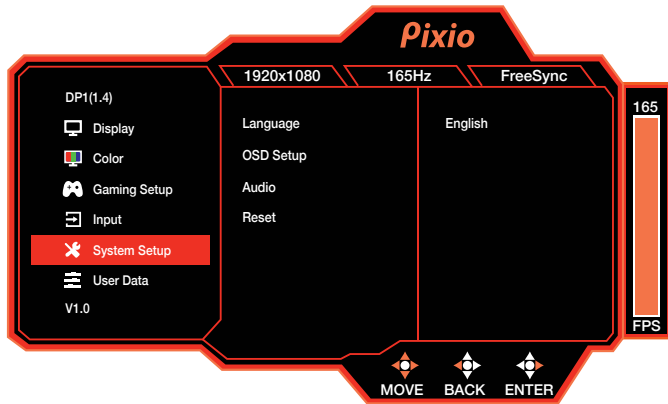 Pixio
1920x1080 165Hz FreeSync
DP1(1.4)
Display
Color
Gaming Setup
Input
System Setup
User Data
V1.0
Language English
OSD Setup
Audio
Reset
165
FPS
MOVE BACK ENTER